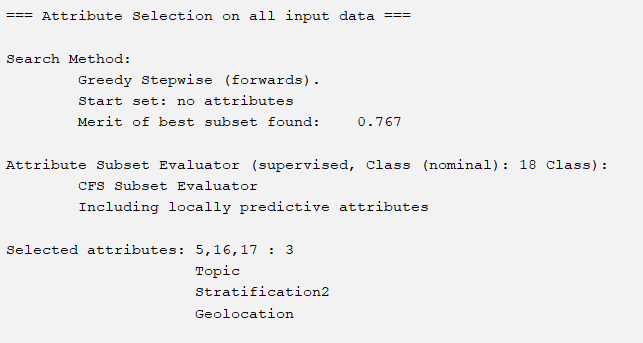 === Attribute Selection on all input data ===
Search Method:
Greedy Stepwise (forwards).
Start set: no attributes
Merit of best subset found:    0.767
Attribute Subset Evaluator (supervised, Class (nominal): 18 Class):
CFS Subset Evaluator
Including locally predictive attributes
Selected attributes: 5,16,17 : 3
Topic
Stratification2
Geolocation